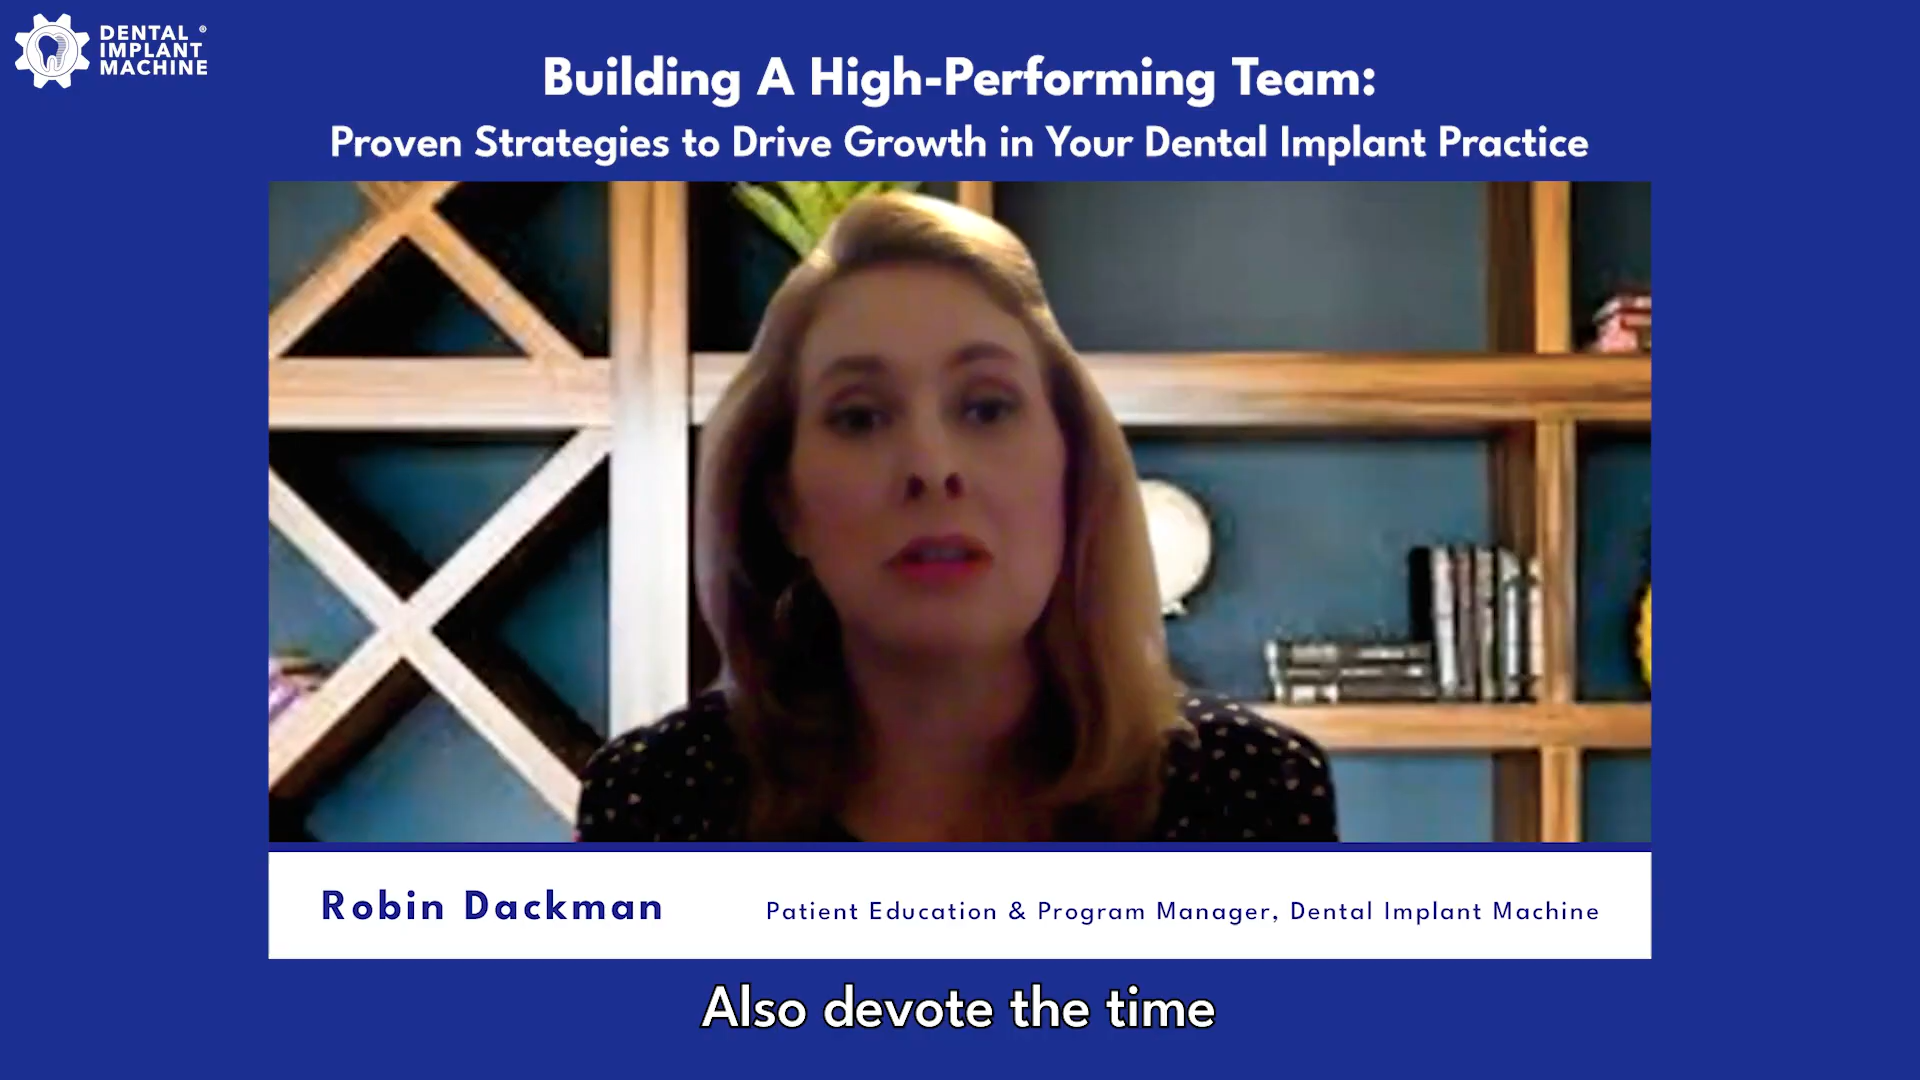 DENTAL ®
IMPLANT
MACHINE
Building A High-Performing Team:
Proven Strategies to Drive Growth in Your Dental Implant Practice
Robin Dackman
Patient Education & Program Manager, Dental Implant Machine
Also devote the time